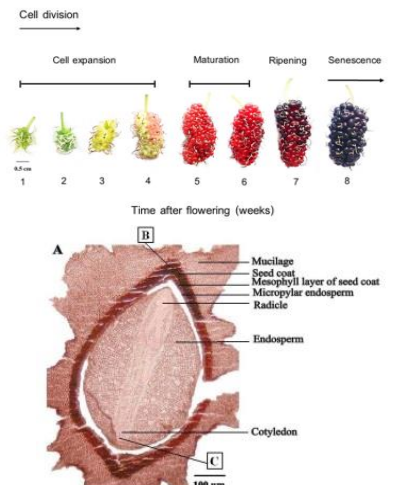 Cell division
Cell expansion
Maturation
Ripening
Senescence
0.5 cm
1 2 3 4 5 6 7 8
Time after flowering (weeks)
B
A
Mucilage
Seed coat
Mesophyll layer of seed coat
Micropylar endosperm
Radicle
Endosperm
Cotyledon
C
100 μm